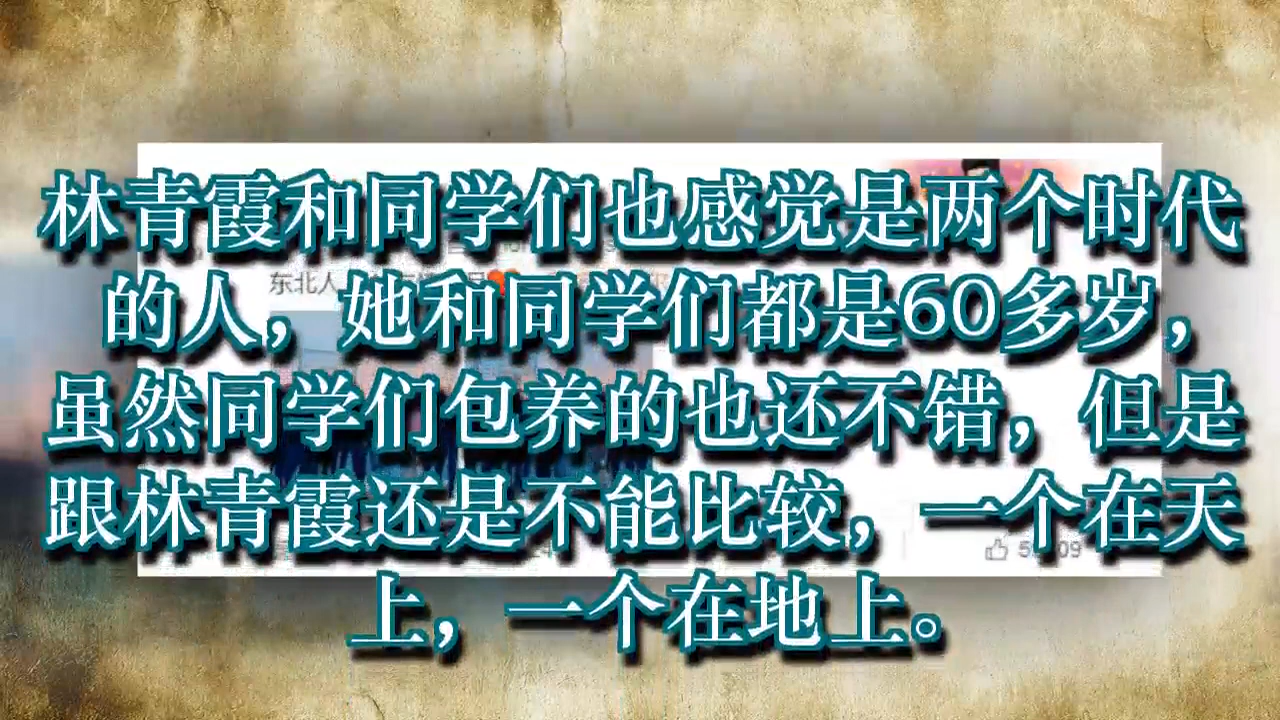 林青霞和同学们也感觉是两个时代
的人，她和同学们都是60多岁，
虽然同学们包养的也还不错，但是
跟林青霞还是不能比较，一个在天
上，一个在地上。
东北人